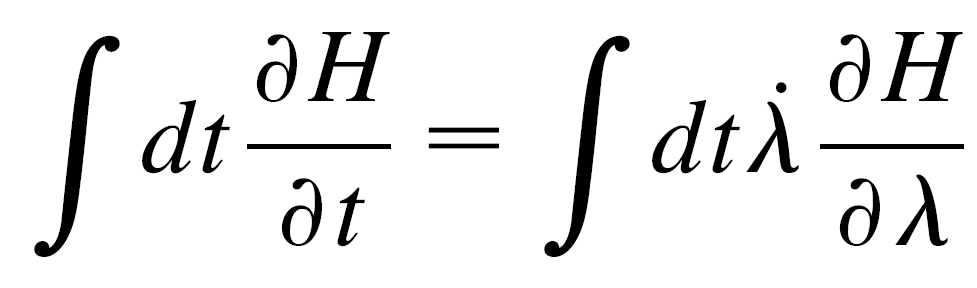 ∫ dt ∂H/∂t = ∫ dt λ̇ ∂H/∂λ